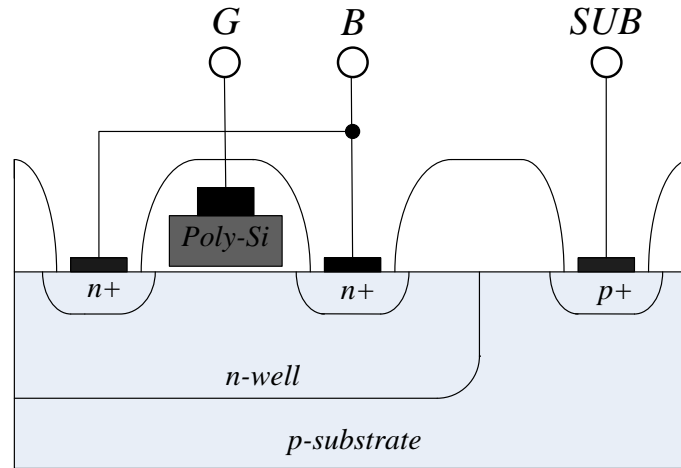 G B SUB
Poly-Si
n+ n+ p+
n-well
p-substrate